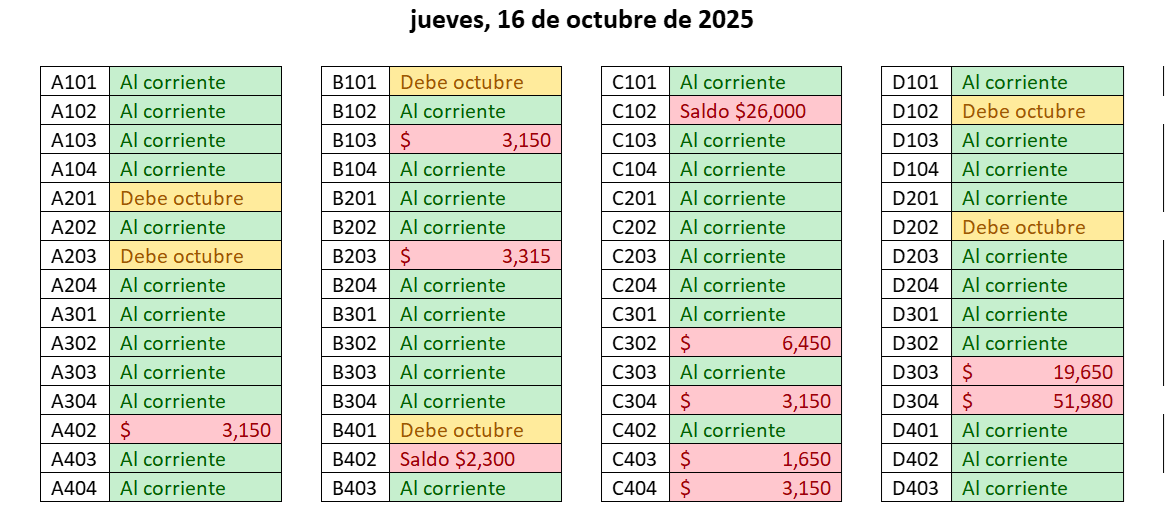 jueves, 16 de octubre de 2025
A101 Al corriente B101 Debe octubre C101 Al corriente D101 Al corriente
A102 Al corriente B102 Al corriente C102 Saldo $26,000 D102 Debe octubre
A103 Al corriente B103 $ 3,150 C103 Al corriente D103 Al corriente
A104 Al corriente B104 Al corriente C104 Al corriente D104 Al corriente
A201 Debe octubre B201 Al corriente C201 Al corriente D201 Al corriente
A202 Al corriente B202 Al corriente C202 Al corriente D202 Debe octubre
A203 Debe octubre B203 $ 3,315 C203 Al corriente D203 Al corriente
A204 Al corriente B204 Al corriente C204 Al corriente D204 Al corriente
A301 Al corriente B301 Al corriente C301 Al corriente D301 Al corriente
A302 Al corriente B302 Al corriente C302 $ 6,450 D302 Al corriente
A303 Al corriente B303 Al corriente C303 Al corriente D303 $ 19,650
A304 Al corriente B304 Al corriente C304 $ 3,150 D304 $ 51,980
A402 $ 3,150 B401 Debe octubre C402 Al corriente D401 Al corriente
A403 Al corriente B402 Saldo $2,300 C403 $ 1,650 D402 Al corriente
A404 Al corriente B403 Al corriente C404 $ 3,150 D403 Al corriente